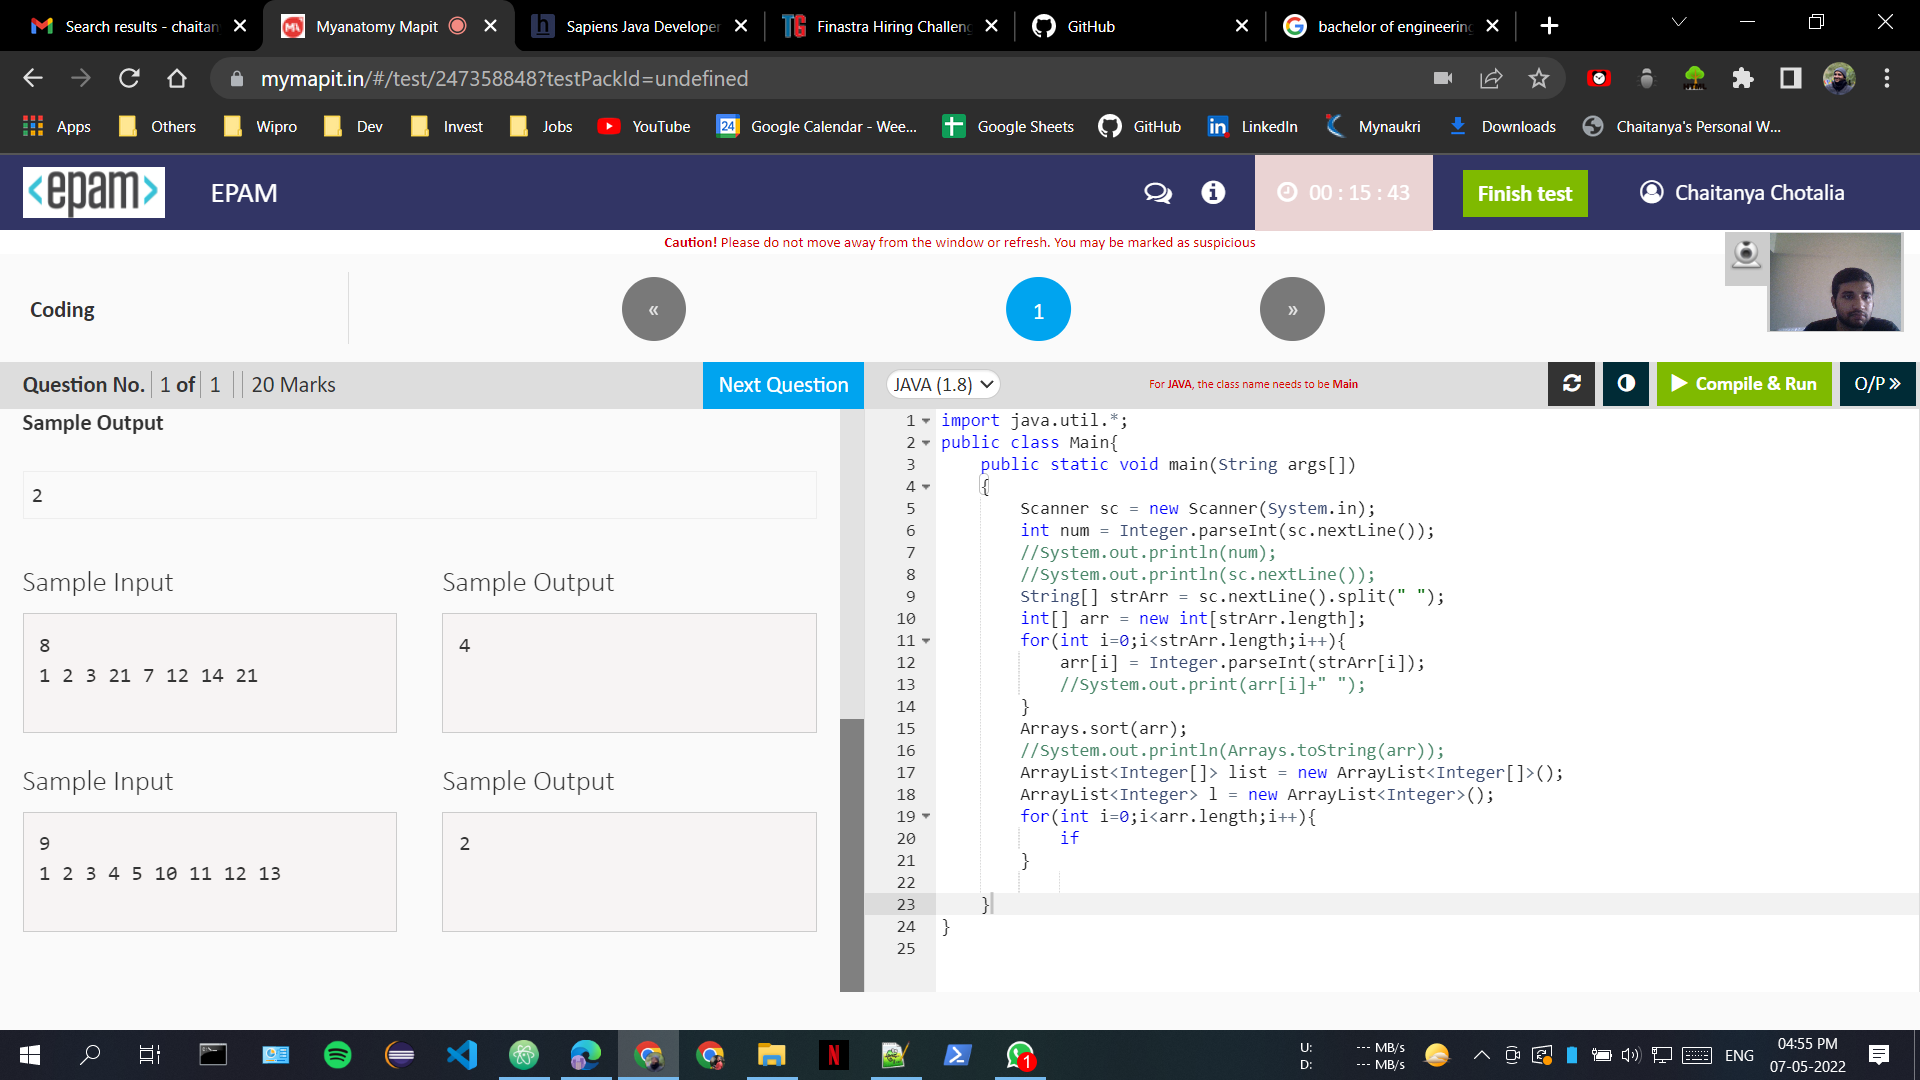 Search results - chaitan
Myanatomy Mapit
Sapiens Java Developer
Finastra Hiring Challeng
GitHub
bachelor of engineering
mymapit.in/#/test/247358848?testPackId=undefined
Apps
Others
Wipro
Dev
Invest
Jobs
YouTube
24
Google Calendar - Wee...
Google Sheets
GitHub
LinkedIn
Mynaukri
Downloads
Chaitanya's Personal W...
<epam>
EPAM
00 : 15 : 43
Finish test
Chaitanya Chotalia
Caution! Please do not move away from the window or refresh. You may be marked as suspicious
Coding
«
1
»
Question No. 1 of 1
20 Marks
Next Question
JAVA (1.8)
For JAVA, the class name needs to be Main
Compile & Run
O/P »
Sample Output
2
Sample Input
Sample Output
8
1 2 3 21 7 12 14 21
4
Sample Input
Sample Output
9
1 2 3 4 5 10 11 12 13
2
1 import java.util.*;
2 public class Main{
3 public static void main(String args[])
4 {
5 Scanner sc = new Scanner(System.in);
6 int num = Integer.parseInt(sc.nextLine());
7 //System.out.println(num);
8 //System.out.println(sc.nextLine());
9 String[] strArr = sc.nextLine().split(" ");
10 int[] arr = new int[strArr.length];
11 for(int i=0;i<strArr.length;i++){
12 arr[i] = Integer.parseInt(strArr[i]);
13 //System.out.print(arr[i]+" ");
14 }
15 Arrays.sort(arr);
16 //System.out.println(Arrays.toString(arr));
17 ArrayList<Integer[]> list = new ArrayList<Integer[]>();
18 ArrayList<Integer> l = new ArrayList<Integer>();
19 for(int i=0;i<arr.length;i++){
20 if
21 }
22
23 }
24 }
25
U: --- MB/s
D: --- MB/s
ENG
04:55 PM
07-05-2022
1